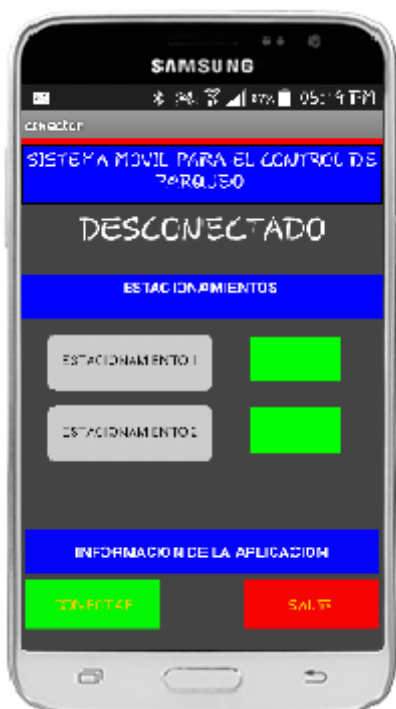 SAMSUNG
conector
SISTEMA MOVIL PARA EL CONTROL DE
PARQUEO
DESCONECTADO
ESTACIONAMIENTOS
ESTACIONAMIENTO 1
ESTACIONAMIENTO 2
INFORMACION DE LA APLICACION
CONECTAR
SALIR